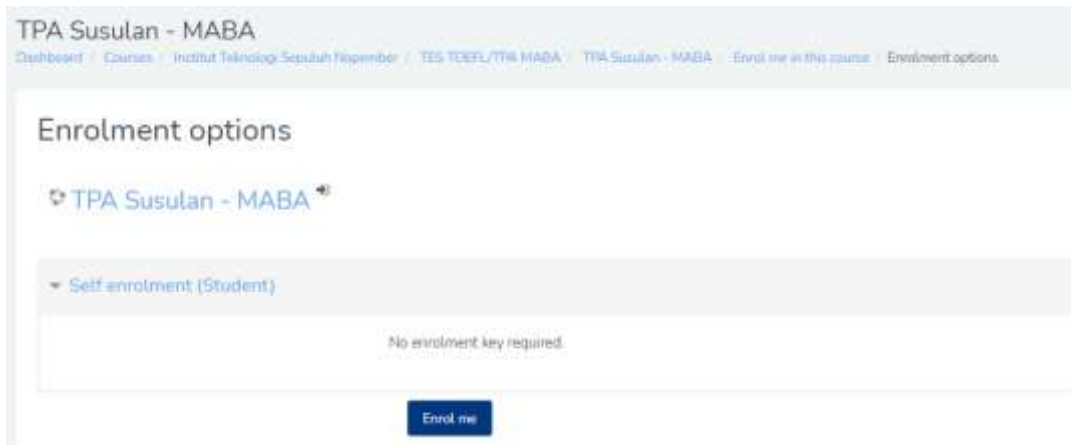 TPA Susulan - MABA
Dashboard / Courses / Institut Teknologi Sepuluh Nopember / TES TOEFL/TPA MABA / TPA Susulan - MABA / Enrol me in this course / Enrolment options
Enrolment options
TPA Susulan - MABA
Self enrolment (Student)
No enrolment key required.
Enrol me